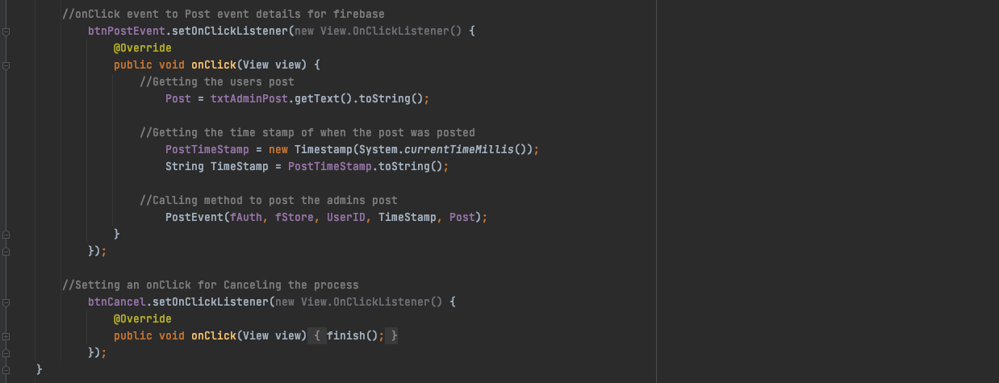 //onClick event to Post event details for firebase
btnPostEvent.setOnClickListener(new View.OnClickListener() {
@Override
public void onClick(View view) {
//Getting the users post
Post = txtAdminPost.getText().toString();
//Getting the time stamp of when the post was posted
PostTimeStamp = new Timestamp(System.currentTimeMillis());
String TimeStamp = PostTimeStamp.toString();
//Calling method to post the admins post
PostEvent(fAuth, fStore, UserID, TimeStamp, Post);
}
});
//Setting an onClick for Canceling the process
btnCancel.setOnClickListener(new View.OnClickListener() {
@Override
public void onClick(View view) { finish(); }
});
}